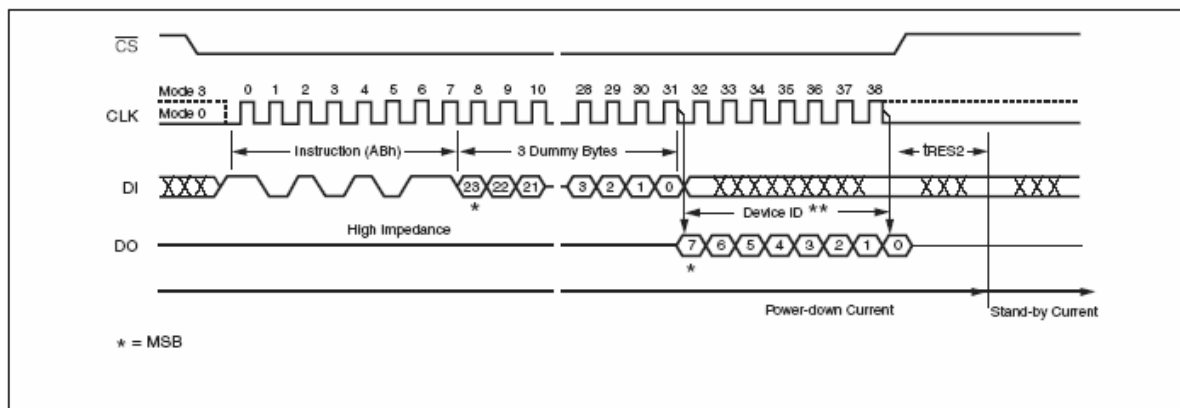 CS
Mode 3 0 1 2 3 4 5 6 7 8 9 10 28 29 30 31 32 33 34 35 36 37 38
CLK Mode 0
Instruction (ABh) 3 Dummy Bytes tRES2
DI 23 22 21 3 2 1 0
* Device ID **
High Impedance
DO 7 6 5 4 3 2 1 0
*
Power-down Current Stand-by Current
* = MSB